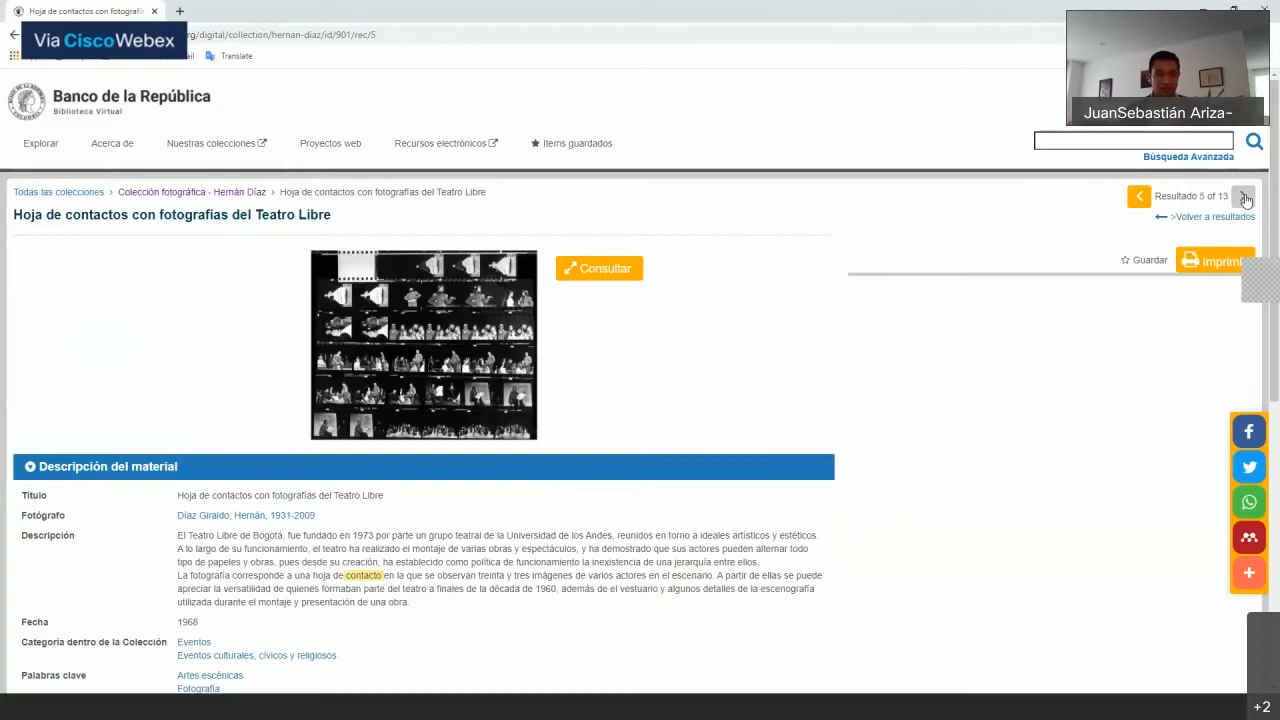 Hoja de contactos con fotografí
Via Cisco Webex
rg/digital/collection/hernan-diaz/id/901/rec/5
Translate
JuanSebastián Ariza-
Banco de la República
Biblioteca Virtual
Explorar
Acerca de
Nuestras colecciones
Proyectos web
Recursos electrónicos
Items guardados
Búsqueda Avanzada
Todas las colecciones > Colección fotográfica - Hernán Díaz > Hoja de contactos con fotografías del Teatro Libre
Resultado 5 of 13
>Volver a resultados
Hoja de contactos con fotografías del Teatro Libre
Consultar
Guardar
Imprimi
Descripción del material
Título
Hoja de contactos con fotografías del Teatro Libre
Fotógrafo
Díaz Giraldo, Hernán, 1931-2009
Descripción
El Teatro Libre de Bogotá, fue fundado en 1973 por parte un grupo teatral de la Universidad de los Andes, reunidos en torno a ideales artísticos y estéticos.
A lo largo de su funcionamiento, el teatro ha realizado el montaje de varias obras y espectáculos, y ha demostrado que sus actores pueden alternar todo
tipo de papeles y obras, pues desde su creación, ha establecido como política de funcionamiento la inexistencia de una jerarquía entre ellos.
La fotografía corresponde a una hoja de contacto en la que se observan treinta y tres imágenes de varios actores en el escenario. A partir de ellas se puede
apreciar la versatilidad de quienes formaban parte del teatro a finales de la década de 1960, además de el vestuario y algunos detalles de la escenografía
utilizada durante el montaje y presentación de una obra.
Fecha
1968
Categoría dentro de la Colección
Eventos
Eventos culturales, cívicos y religiosos
Palabras clave
Artes escénicas
Fotografía
+2